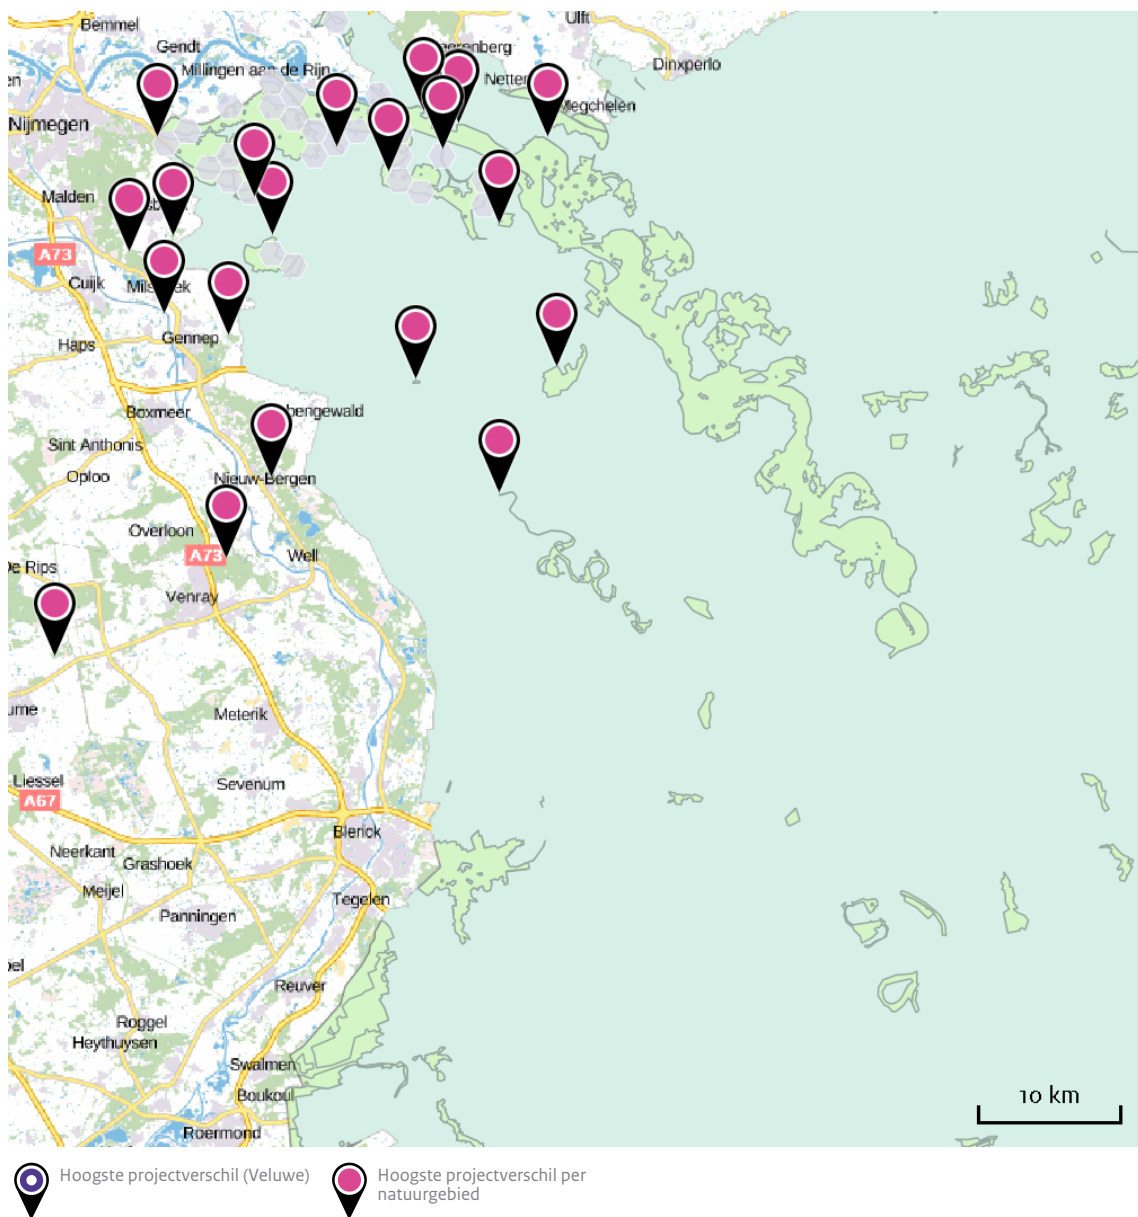 Bemmel
Ulft
Gendt
Millingen aan de Rijn
Netter
Dinxperlo
Megchelen
Nijmegen
Malden
A73
Cuijk
Haps
Gennep
Boxmeer
Sint Anthonis
Oploo
Nieuw-Bergen
Overloon
A73
Well
De Rips
Venray
Meterik
Liessel
Sevenum
A67
Blerick
Neerkant
Grashoek
Meijel
Tegelen
Panningen
Reuver
Roggel
Heythuysen
Swalmen
Boukoul
10 km
Roermond
Hoogste projectverschil (Veluwe)
Hoogste projectverschil per
natuurgebied